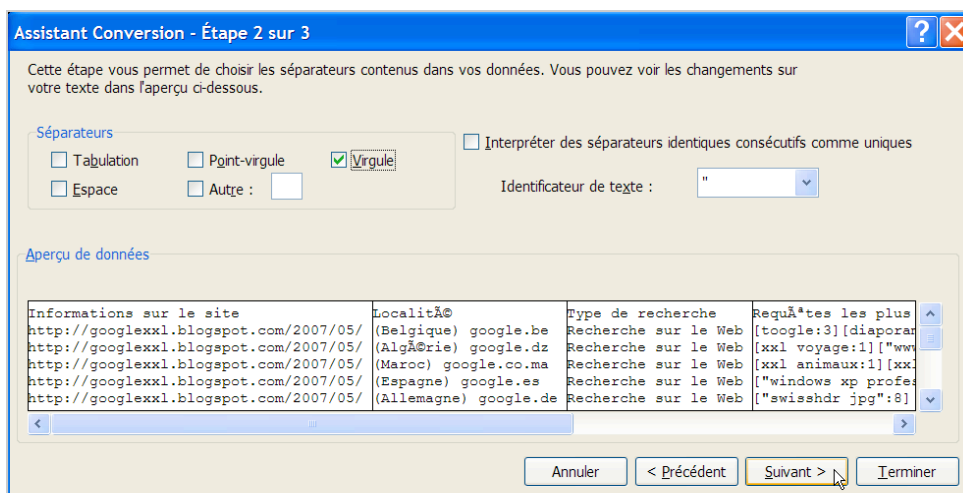 Assistant Conversion - Étape 2 sur 3
?
Cette étape vous permet de choisir les séparateurs contenus dans vos données. Vous pouvez voir les changements sur
votre texte dans l'aperçu ci-dessous.
Séparateurs
Tabulation Point-virgule Virgule
Espace Autre :
Interpréter des séparateurs identiques consécutifs comme uniques
Identificateur de texte : "
Aperçu de données
Informations sur le site LocalitÃ© Type de recherche RequÃªtes les plus
http://googlexxl.blogspot.com/2007/05/ (Belgique) google.be Recherche sur le Web [toogle:3][diaporar
http://googlexxl.blogspot.com/2007/05/ (AlgÃ©rie) google.dz Recherche sur le Web [xxl voyage:1]["www
http://googlexxl.blogspot.com/2007/05/ (Maroc) google.co.ma Recherche sur le Web [xxl animaux:1][xx
http://googlexxl.blogspot.com/2007/05/ (Espagne) google.es Recherche sur le Web ["windows xp profes
http://googlexxl.blogspot.com/2007/05/ (Allemagne) google.de Recherche sur le Web ["swisshdr jpg":8]
Annuler < Précédent Suivant > Terminer